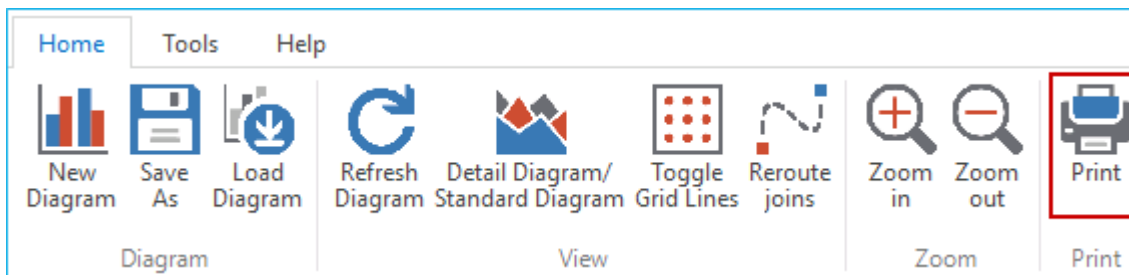 Home Tools Help
New Save Load Refresh Detail Diagram/ Toggle Reroute Zoom Zoom Print
Diagram As Diagram Diagram Standard Diagram Grid Lines joins in out
Diagram View Zoom Print